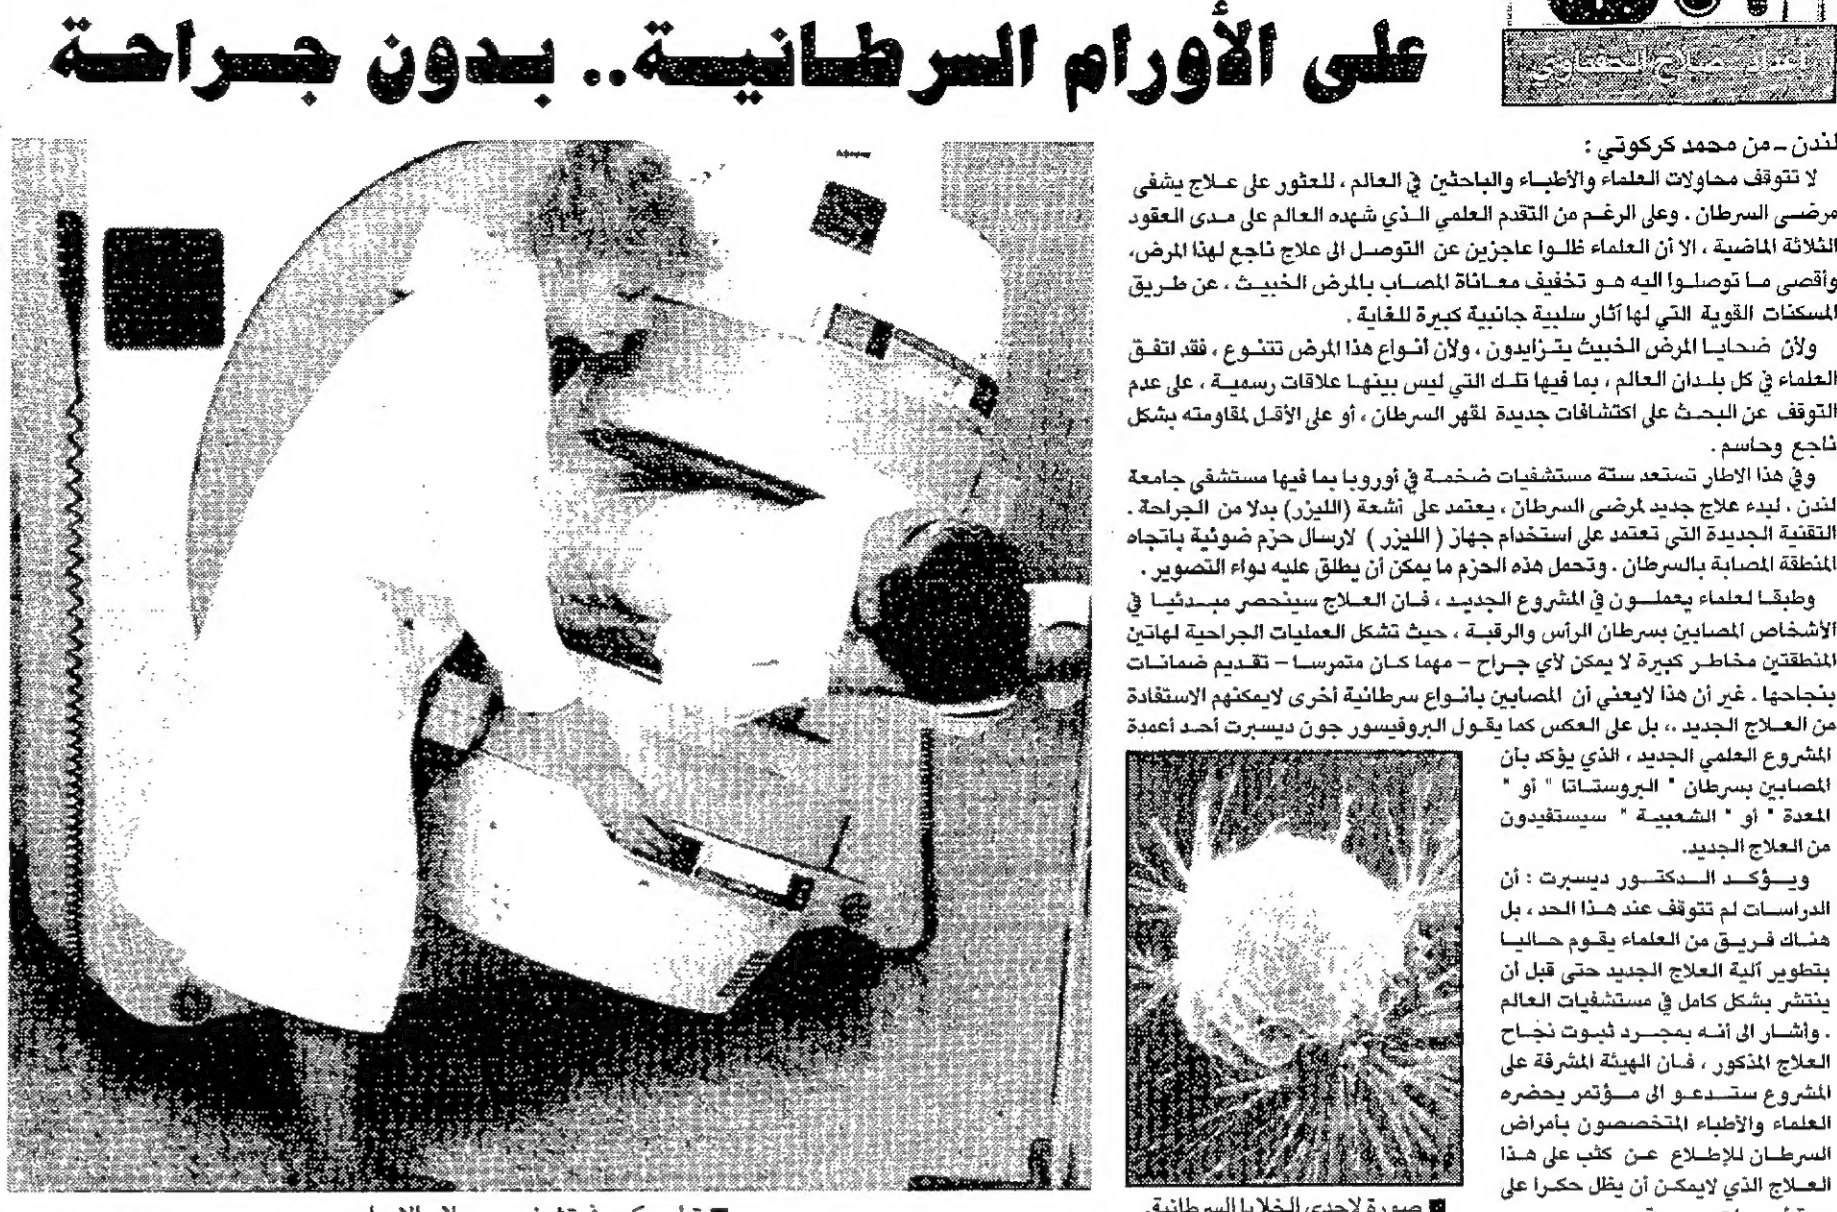 على الأورام السرطانية.. بدون جراحة
اعداد صلاح الحفناوي
لندن - من محمد كركوتي :
لا تتوقف محاولات العلماء والأطباء والباحثين في العالم ، للعثور على علاج يشفى
مرضى السرطان . وعلى الرغم من التقدم العلمي الذي شهده العالم على مدى العقود
الثلاثة الماضية ، الا أن العلماء ظلوا عاجزين عن التوصل الى علاج ناجع لهذا المرض،
وأقصى ما توصلوا اليه هو تخفيف معاناة المصاب بالمرض الخبيث ، عن طريق
المسكنات القوية التي لها آثار سلبية جانبية كبيرة للغاية .
ولأن ضحايا المرض الخبيث يتزايدون ، ولأن أنواع هذا المرض تتنوع ، فقد اتفق
العلماء في كل بلدان العالم ، بما فيها تلك التي ليس بينها علاقات رسمية ، على عدم
التوقف عن البحث على اكتشافات جديدة لقهر السرطان ، أو على الأقل لمقاومته بشكل
ناجع وحاسم .
وفي هذا الاطار تستعد ستة مستشفيات ضخمة في أوروبا بما فيها مستشفى جامعة
لندن ، لبدء علاج جديد لمرضى السرطان ، يعتمد على أشعة (الليزر) بدلا من الجراحة .
التقنية الجديدة التي تعتمد على استخدام جهاز ( الليزر ) لارسال حزم ضوئية باتجاه
المنطقة المصابة بالسرطان . وتحمل هذه الحزم ما يمكن أن يطلق عليه دواء التصوير .
وطبقا لعلماء يعملون في المشروع الجديد ، فان العلاج سينحصر مبدئيا في
الأشخاص المصابين بسرطان الرأس والرقبة ، حيث تشكل العمليات الجراحية لهاتين
المنطقتين مخاطر كبيرة لا يمكن لأي جراح - مهما كان متمرسا - تقديم ضمانات
بنجاحها . غير أن هذا لايعني أن المصابين بانواع سرطانية أخرى لايمكنهم الاستفادة
من العلاج الجديد ،، بل على العكس كما يقول البروفيسور جون ديسبرت أحد أعمدة
المشروع العلمي الجديد ، الذي يؤكد بأن
المصابين بسرطان " البروستاتا " أو "
المعدة " أو " الشعبية " سيستفيدون
من العلاج الجديد.
ويؤكد الدكتور ديسبرت : أن
الدراسات لم تتوقف عند هذا الحد ، بل
هناك فريق من العلماء يقوم حاليا
بتطوير آلية العلاج الجديد حتى قبل أن
ينتشر بشكل كامل في مستشفيات العالم
. وأشار الى أنه بمجرد ثبوت نجاح
العلاج المذكور ، فان الهيئة المشرفة على
المشروع ستدعو الى مؤتمر يحضره
العلماء والأطباء المتخصصون بأمراض
السرطان للإطلاع عن كثب على هذا
العلاج الذي لايمكن أن يظل حكرا على
صورة لاحدى الخلايا السرطانية.